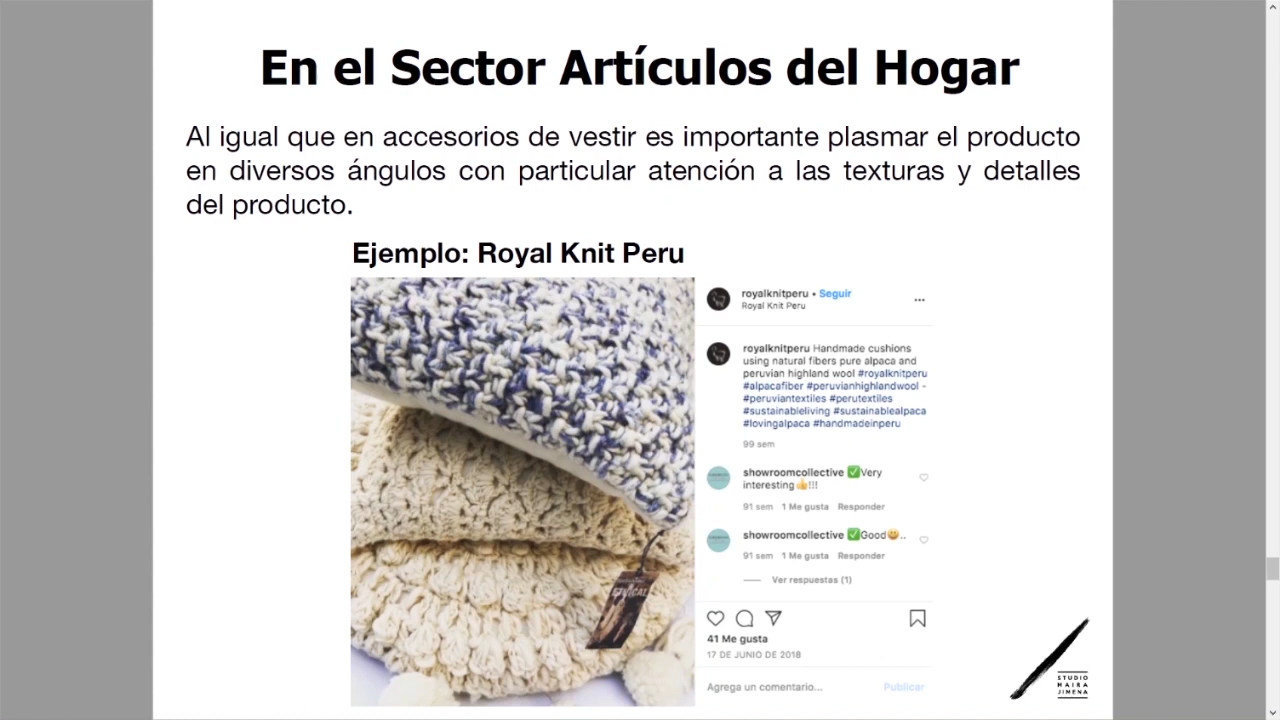 En el Sector Artículos del Hogar
Al igual que en accesorios de vestir es importante plasmar el producto
en diversos ángulos con particular atención a las texturas y detalles
del producto.
Ejemplo: Royal Knit Peru
royalknitperu • Seguir
Royal Knit Peru
royalknitperu Handmade cushions
using natural fibers pure alpaca and
peruvian highland wool #royalknitperu
#alpacafiber #peruvianhighlandwool -
#peruviantextiles #perutextiles
#sustainableliving #sustainablealpaca
#lovingalpaca #handmadeinperu
99 sem
showroomcollective ✅Very
interesting👍!!!
91 sem 1 Me gusta Responder
showroomcollective ✅Good😃..
91 sem 1 Me gusta Responder
Ver respuestas (1)
41 Me gusta
17 DE JUNIO DE 2018
Agrega un comentario... Publicar
ETHICAL
STUDIO
MAIRA
JIMENA